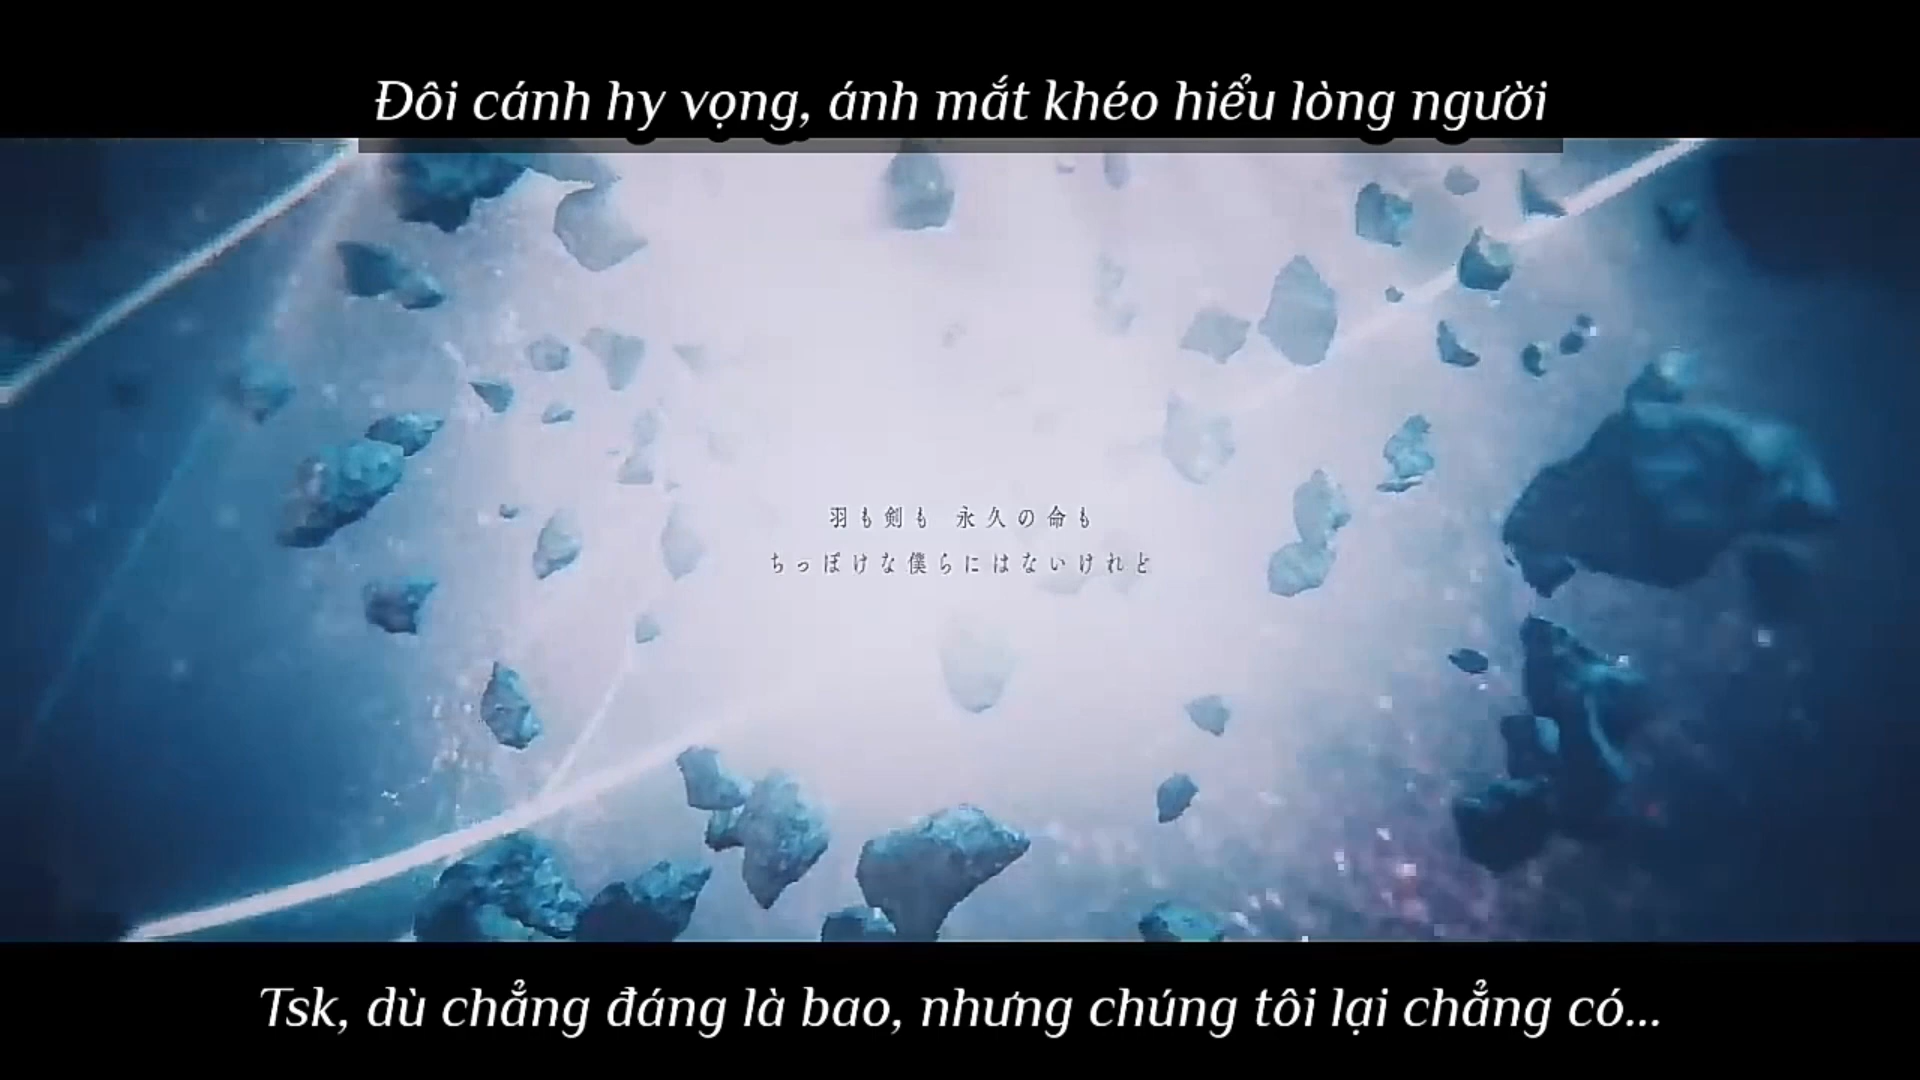 Đôi cánh hy vọng, ánh mắt khéo hiểu lòng người
羽も剣も 永久の命も
ちっぽけな僕らにはないけれど
Tsk, dù chẳng đáng là bao, nhưng chúng tôi lại chẳng có...